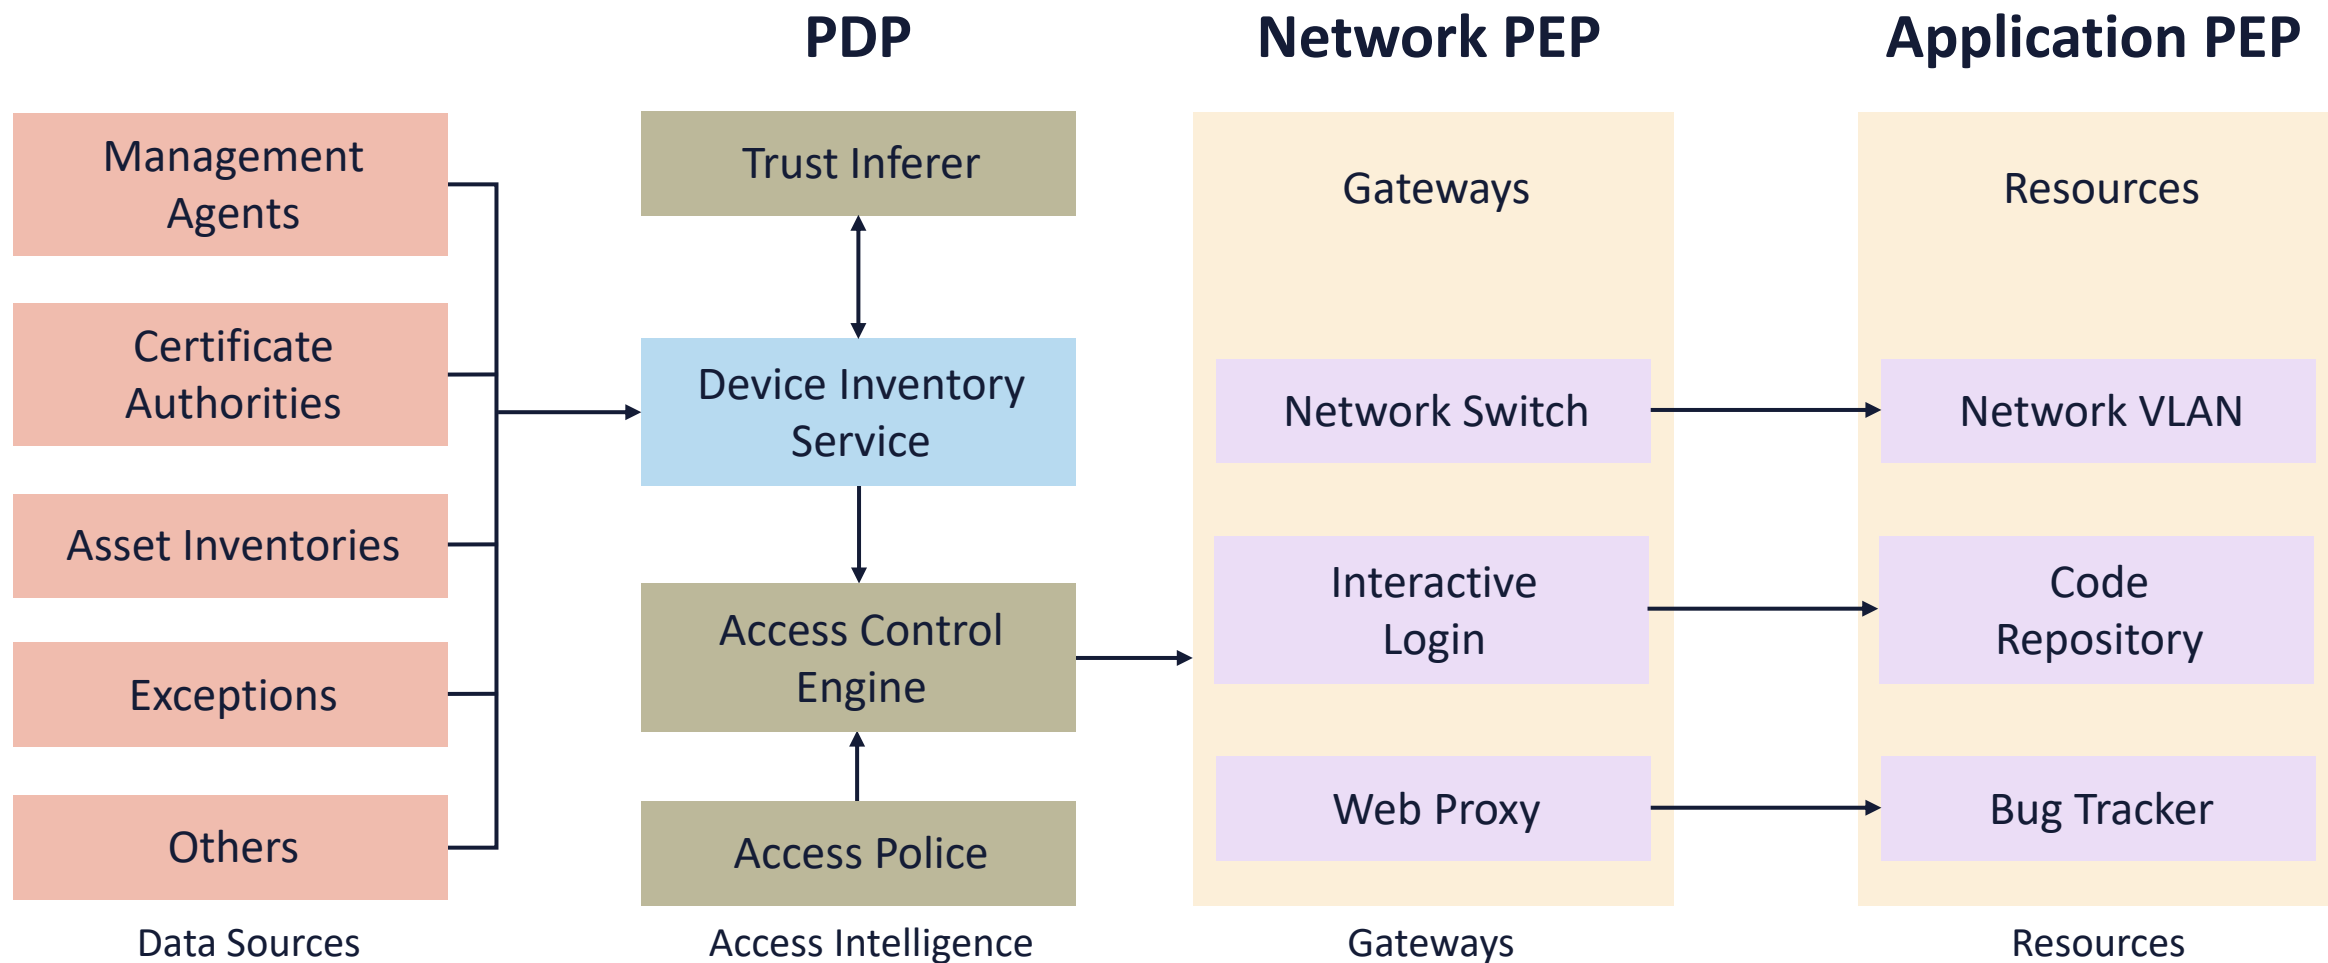 PDP
Network PEP
Application PEP
Management
Agents
Certificate
Authorities
Asset Inventories
Exceptions
Others
Data Sources
Trust Inferer
Device Inventory
Service
Access Control
Engine
Access Police
Access Intelligence
Gateways
Network Switch
Interactive
Login
Web Proxy
Gateways
Resources
Network VLAN
Code
Repository
Bug Tracker
Resources